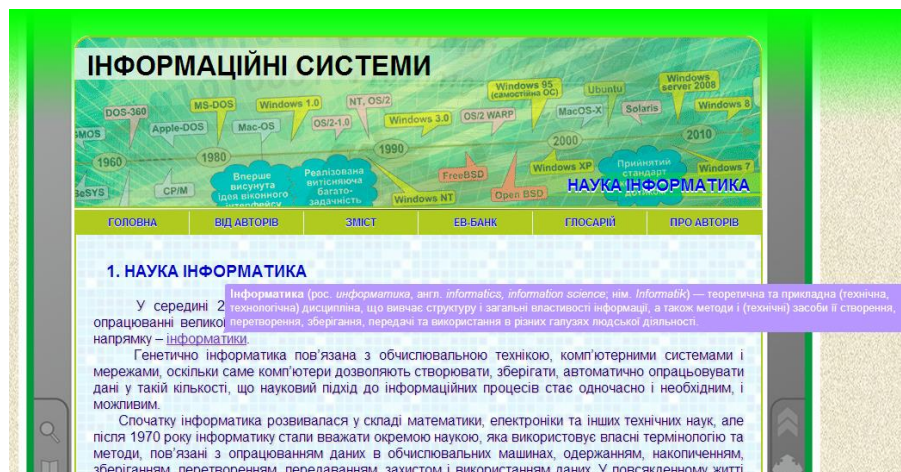 ІНФОРМАЦІЙНІ СИСТЕМИ
DOS-360
MS-DOS
Windows 1.0
NT, OS/2
Windows 95
(самостійна ОС)
Ubuntu
Windows
server 2008
Apple-DOS
Mac-OS
OS/2-1.0
Windows 3.0
OS/2 WARP
MacOS-X
Solaris
Windows 8
1960
1980
1990
2000
2010
CP/M
Вперше
висунута
ідея віконного
інтерфейсу
Реалізована
витисняюча
багато-
задачність
Windows NT
FreeBSD
Open BSD
Windows XP
Прийнятий
стандарт
Windows 7
НАУКА ІНФОРМАТИКА
ГОЛОВНА ВІД АВТОРІВ ЗМІСТ ЕВ-БАНК ГЛОСАРІЙ ПРО АВТОРІВ
1. НАУКА ІНФОРМАТИКА
Інформатика (рос. информатика, англ. informatics, information science; нім. Informatik) — теоретична та прикладна (технічна,
технологічна) дисципліна, що вивчає структуру і загальні властивості інформації, а також методи і (технічні) засоби її створення,
перетворення, зберігання, передачі та використання в різних галузях людської діяльності.
У середині 2
опрацюванні великої
напрямку – інформатики.
Генетично інформатика пов’язана з обчислювальною технікою, комп’ютерними системами і
мережами, оскільки саме комп’ютери дозволяють створювати, зберігати, автоматично опрацьовувати
дані у такій кількості, що науковий підхід до інформаційних процесів стає одночасно і необхідним, і
можливим.
Спочатку інформатика розвивалася у складі математики, електроніки та інших технічних наук, але
після 1970 року інформатику стали вважати окремою наукою, яка використовує власні термінологію та
методи, пов’язані з опрацюванням даних в обчислювальних машинах, одержанням, накопиченням,
зберіганням, перетворенням, передаванням, захистом і використанням даних. У повсякденному житті